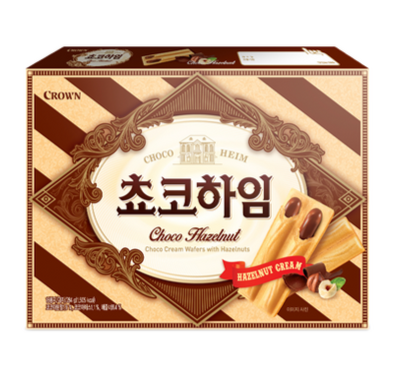 CROWN
CHOCO HEIM
쵸코하임
Choco Hazelnut
Choco Cream Wafers with Hazelnuts
HAZELNUT CREAM